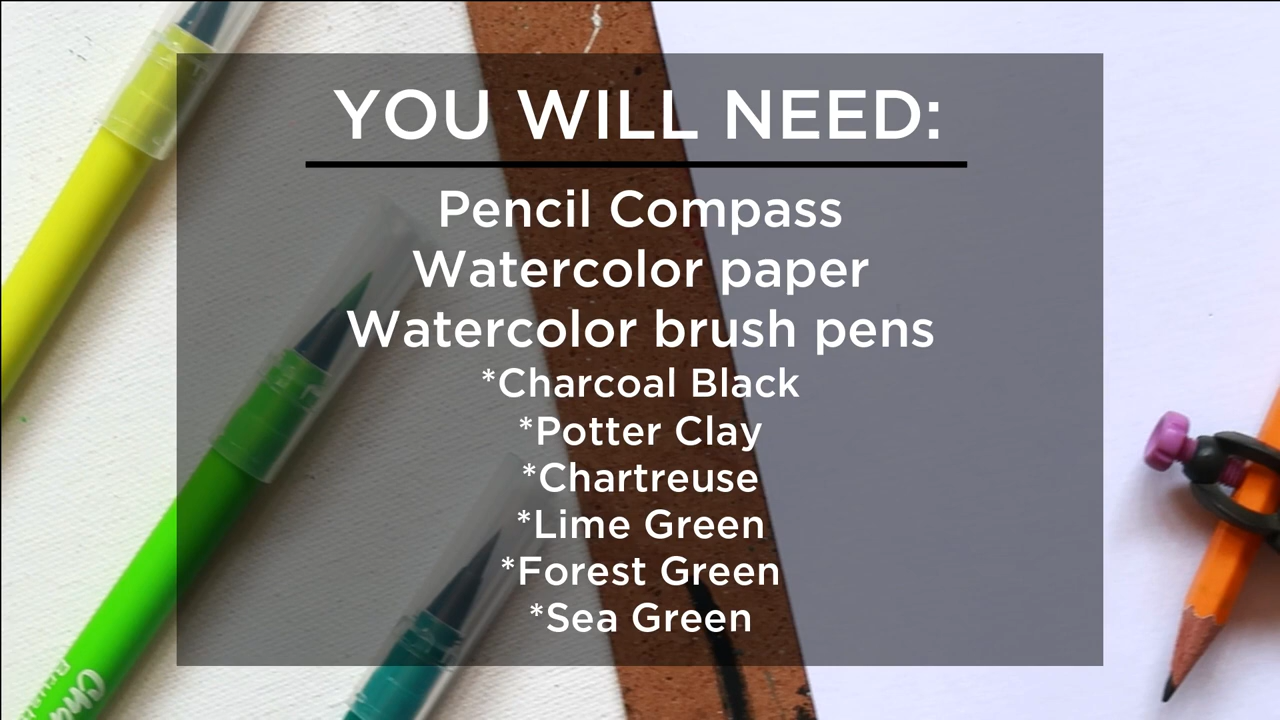 YOU WILL NEED:
Pencil Compass
Watercolor paper
Watercolor brush pens
*Charcoal Black
*Potter Clay
*Chartreuse
*Lime Green
*Forest Green
*Sea Green